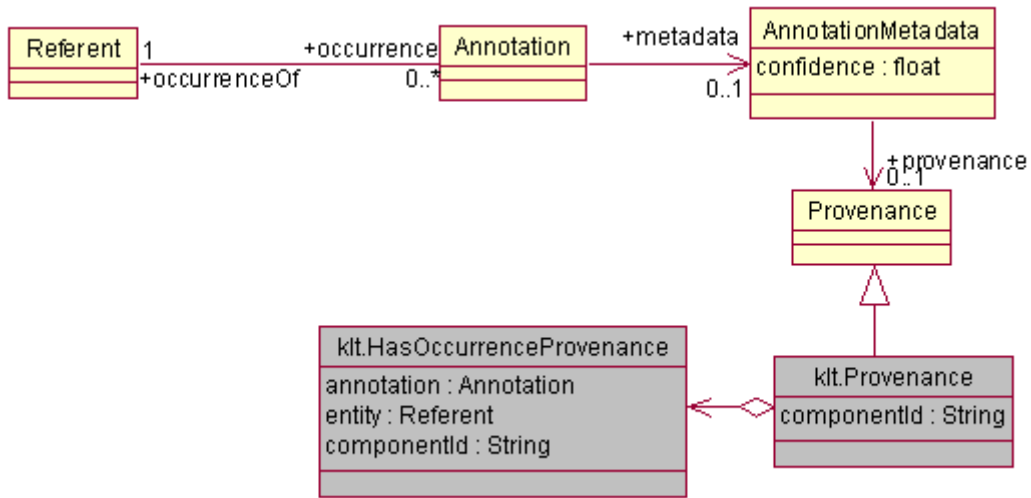 Referent
1
+occurrenceOf
+occurrence
0..*
Annotation
+metadata
0..1
AnnotationMetadata
confidence : float
+provenance
0..1
Provenance
klt.HasOccurrenceProvenance
annotation : Annotation
entity : Referent
componentId : String
klt.Provenance
componentId : String